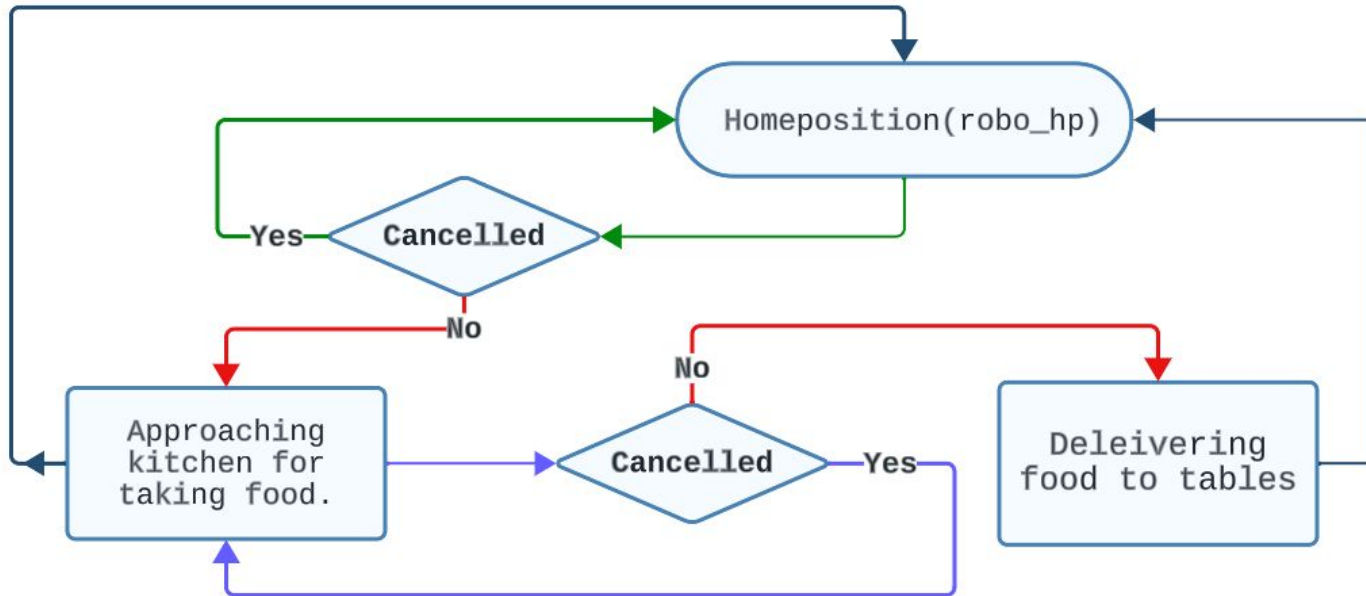 Homeposition(robo_hp)
Yes
Cancelled
No
No
Approaching
kitchen for
taking food.
Cancelled
Yes
Deleivering
food to tables